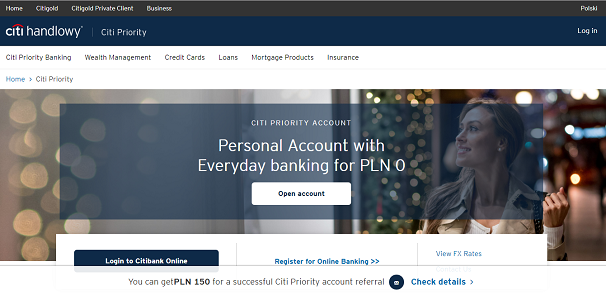 Home Citigold Citigold Private Client Business Polski
citi handlowy Citi Priority Log in
Citi Priority Banking Wealth Management Credit Cards Loans Mortgage Products Insurance
Home > Citi Priority
CITI PRIORITY ACCOUNT
Personal Account with
Everyday banking for PLN 0
Open account
Login to Citibank Online Register for Online Banking >> View FX Rates
You can getPLN 150 for a successful Citi Priority account referral Check details >